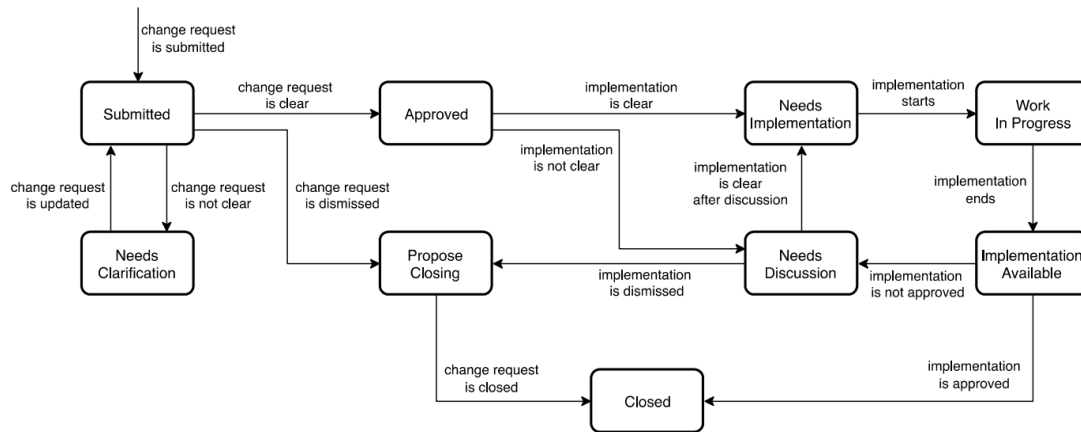 change request
is submitted
Submitted
change request
is clear
Approved
implementation
is clear
Needs
Implementation
implementation
starts
Work
In Progress
change request
is updated
change request
is not clear
change request
is dismissed
implementation
is not clear
implementation
is clear
after discussion
implementation
ends
Needs
Clarification
Propose
Closing
implementation
is dismissed
Needs
Discussion
implementation
is not approved
Implementation
Available
change request
is closed
Closed
implementation
is approved